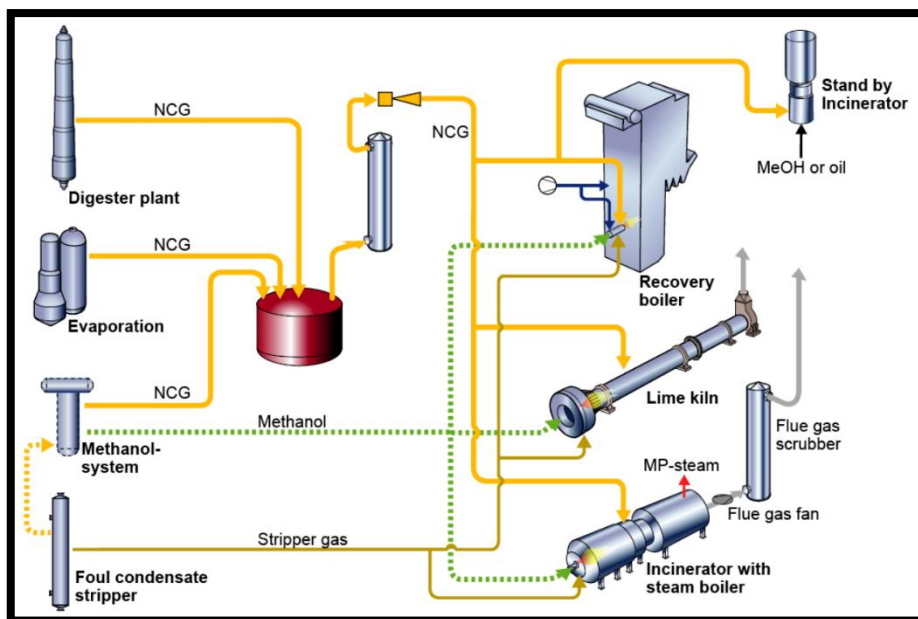 NCG
Digester plant
NCG
Evaporation
NCG
Methanol-
system
Foul condensate
stripper
Methanol
Stripper gas
NCG
Stand by
Incinerator
MeOH or oil
Recovery
boiler
Lime kiln
Flue gas
scrubber
MP-steam
Flue gas fan
Incinerator with
steam boiler